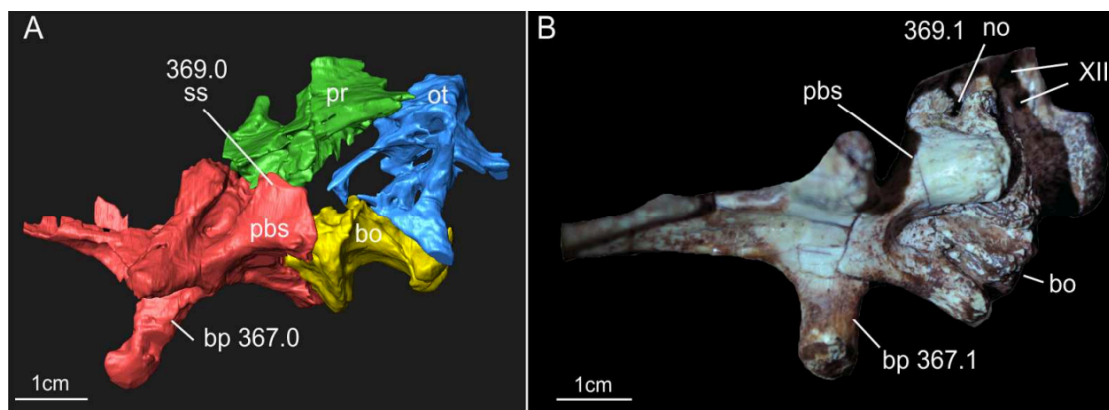 A
369.0
ss
pr
ot
pbs
bo
bp 367.0
1cm
B
369.1
no
XII
pbs
bo
bp 367.1
1cm